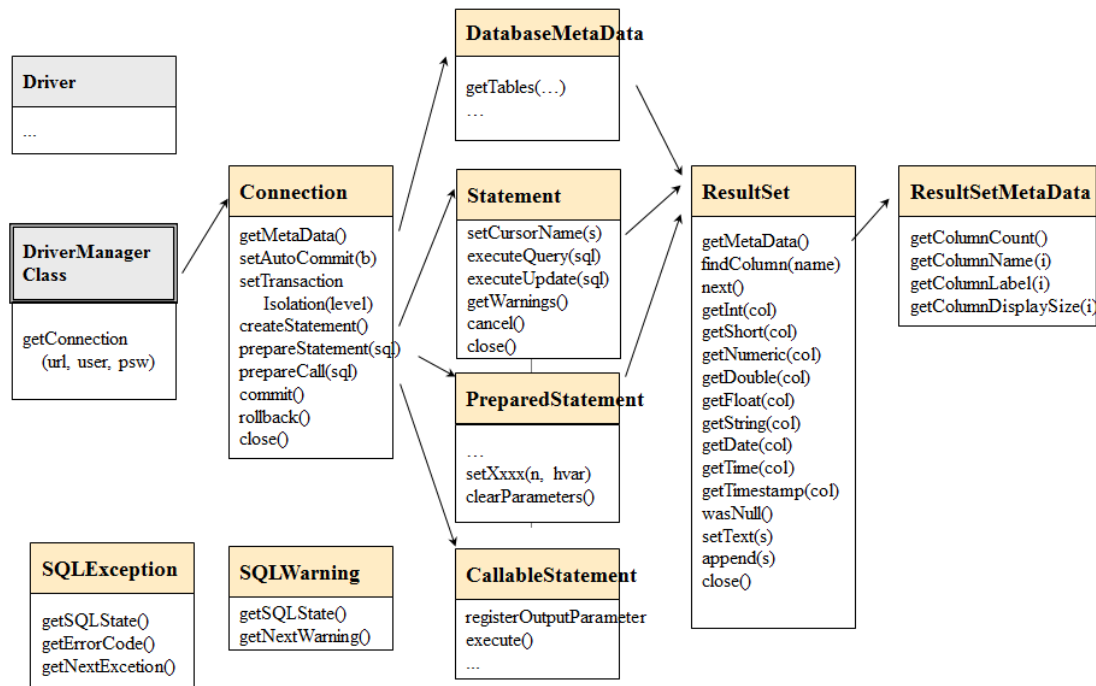 Driver
...
DriverManager
Class
getConnection
(url, user, psw)
Connection
getMetaData()
setAutoCommit(b)
setTransaction
Isolation(level)
createStatement()
prepareStatement(sql)
prepareCall(sql)
commit()
rollback()
close()
DatabaseMetaData
getTables(…)
…
Statement
setCursorName(s)
executeQuery(sql)
executeUpdate(sql)
getWarnings()
cancel()
close()
PreparedStatement
…
setXxxx(n, hvar)
clearParameters()
CallableStatement
registerOutputParameter
execute()
...
ResultSet
getMetaData()
findColumn(name)
next()
getInt(col)
getShort(col)
getNumeric(col)
getDouble(col)
getFloat(col)
getString(col)
getDate(col)
getTime(col)
getTimestamp(col)
wasNull()
setText(s)
append(s)
close()
ResultSetMetaData
getColumnCount()
getColumnName(i)
getColumnLabel(i)
getColumnDisplaySize(i)
SQLException
getSQLState()
getErrorCode()
getNextExcetion()
SQLWarning
getSQLState()
getNextWarning()